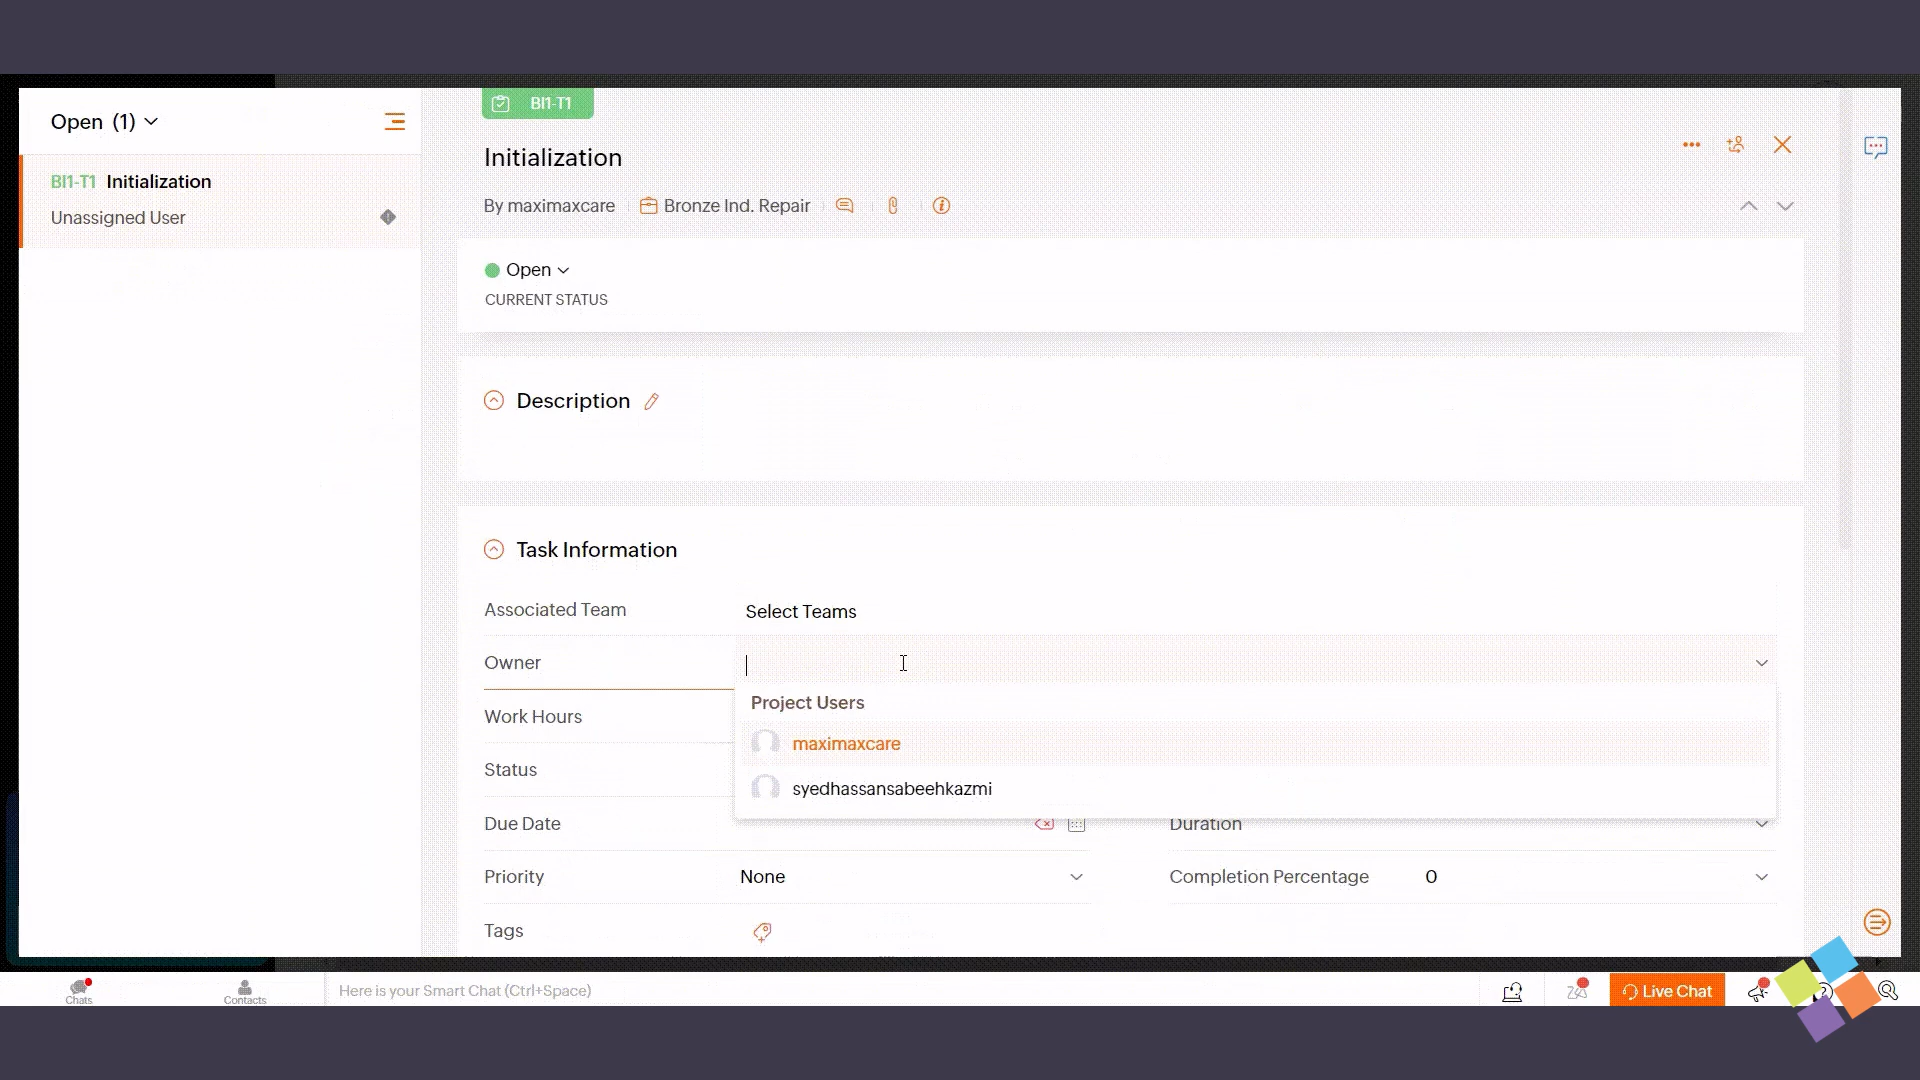 Open (1)
BI1-T1 Initialization
Unassigned User
BI1-T1
Initialization
By maximaxcare
Bronze Ind. Repair
Open
CURRENT STATUS
Description
Task Information
Associated Team
Select Teams
Owner
Project Users
maximaxcare
syedhassansabeehkazmi
Work Hours
Status
Due Date
Duration
Priority
None
Completion Percentage
0
Tags
Chats
Contacts
Here is your Smart Chat (Ctrl+Space)
Live Chat